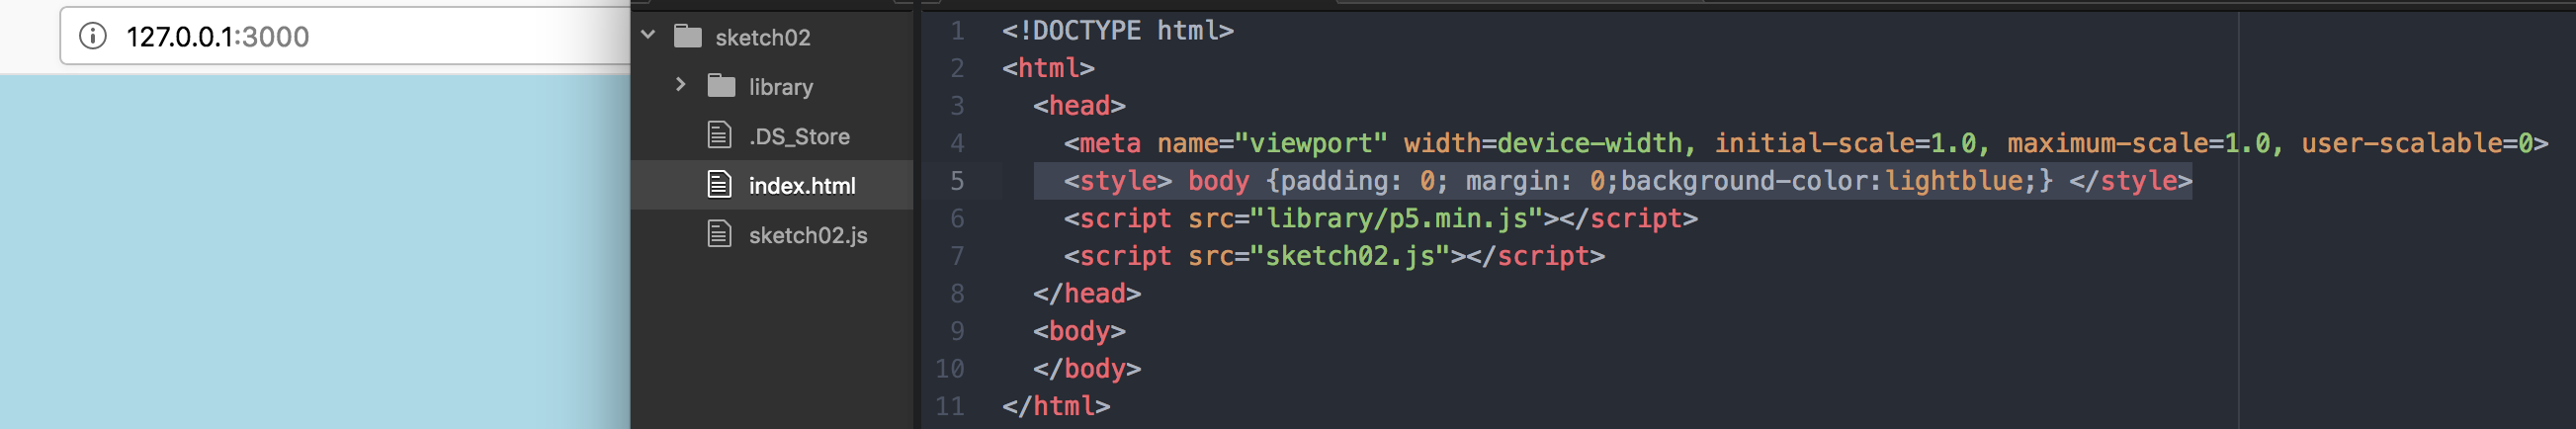 127.0.0.1:3000
sketch02
library
.DS_Store
index.html
sketch02.js
1 <!DOCTYPE html>
2 <html>
3 <head>
4 <meta name="viewport" width=device-width, initial-scale=1.0, maximum-scale=1.0, user-scalable=0>
5 <style> body {padding: 0; margin: 0;background-color:lightblue;} </style>
6 <script src="library/p5.min.js"></script>
7 <script src="sketch02.js"></script>
8 </head>
9 <body>
10 </body>
11 </html>